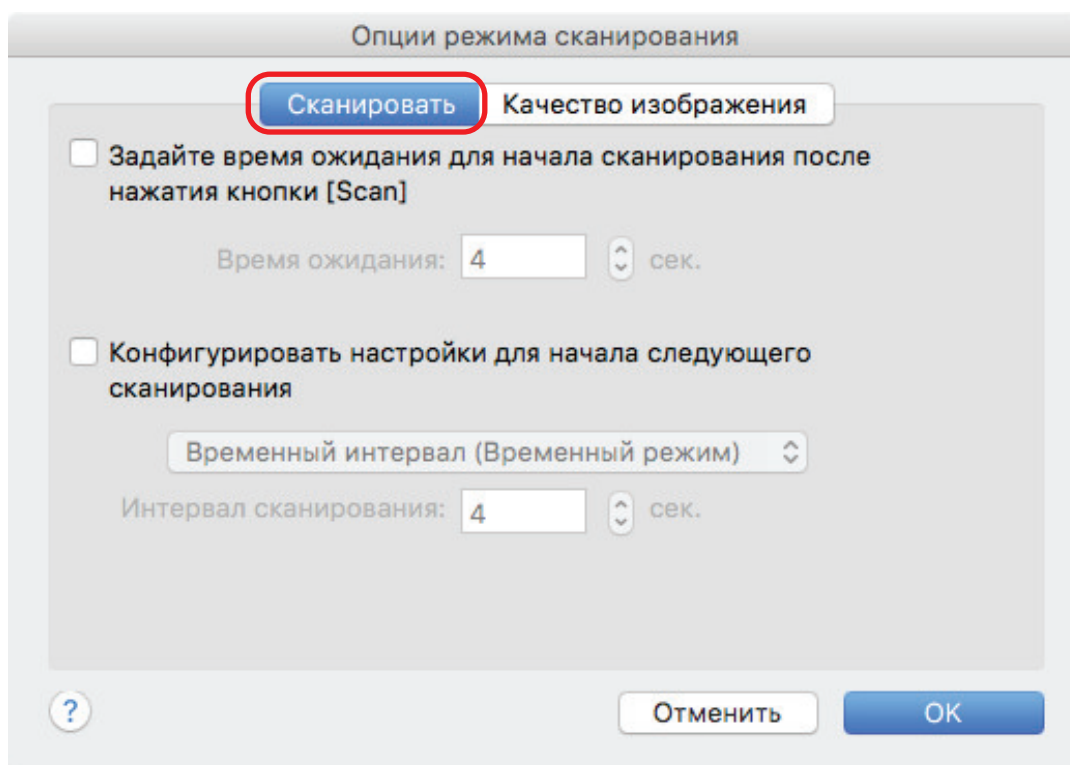 Опции режима сканирования
Сканировать Качество изображения
Задайте время ожидания для начала сканирования после
нажатия кнопки [Scan]
Время ожидания: 4 сек.
Конфигурировать настройки для начала следующего
сканирования
Временный интервал (Временный режим)
Интервал сканирования: 4 сек.
? Отменить OK